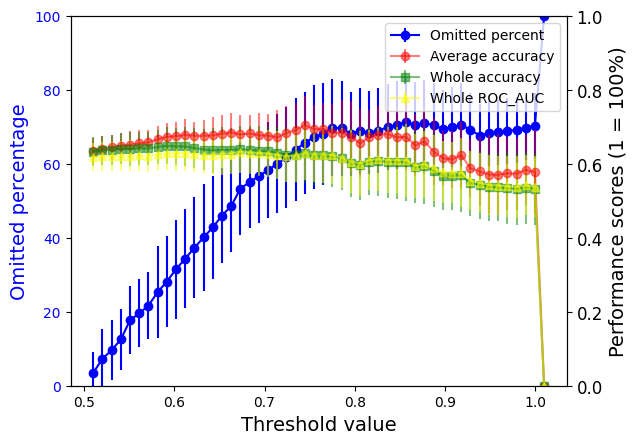 Omitted percent
Average accuracy
Whole accuracy
Whole ROC_AUC
100
80
60
40
20
0
Omitted percentage
1.0
0.8
0.6
0.4
0.2
0.0
Performance scores (1 = 100%)
0.5 0.6 0.7 0.8 0.9 1.0
Threshold value